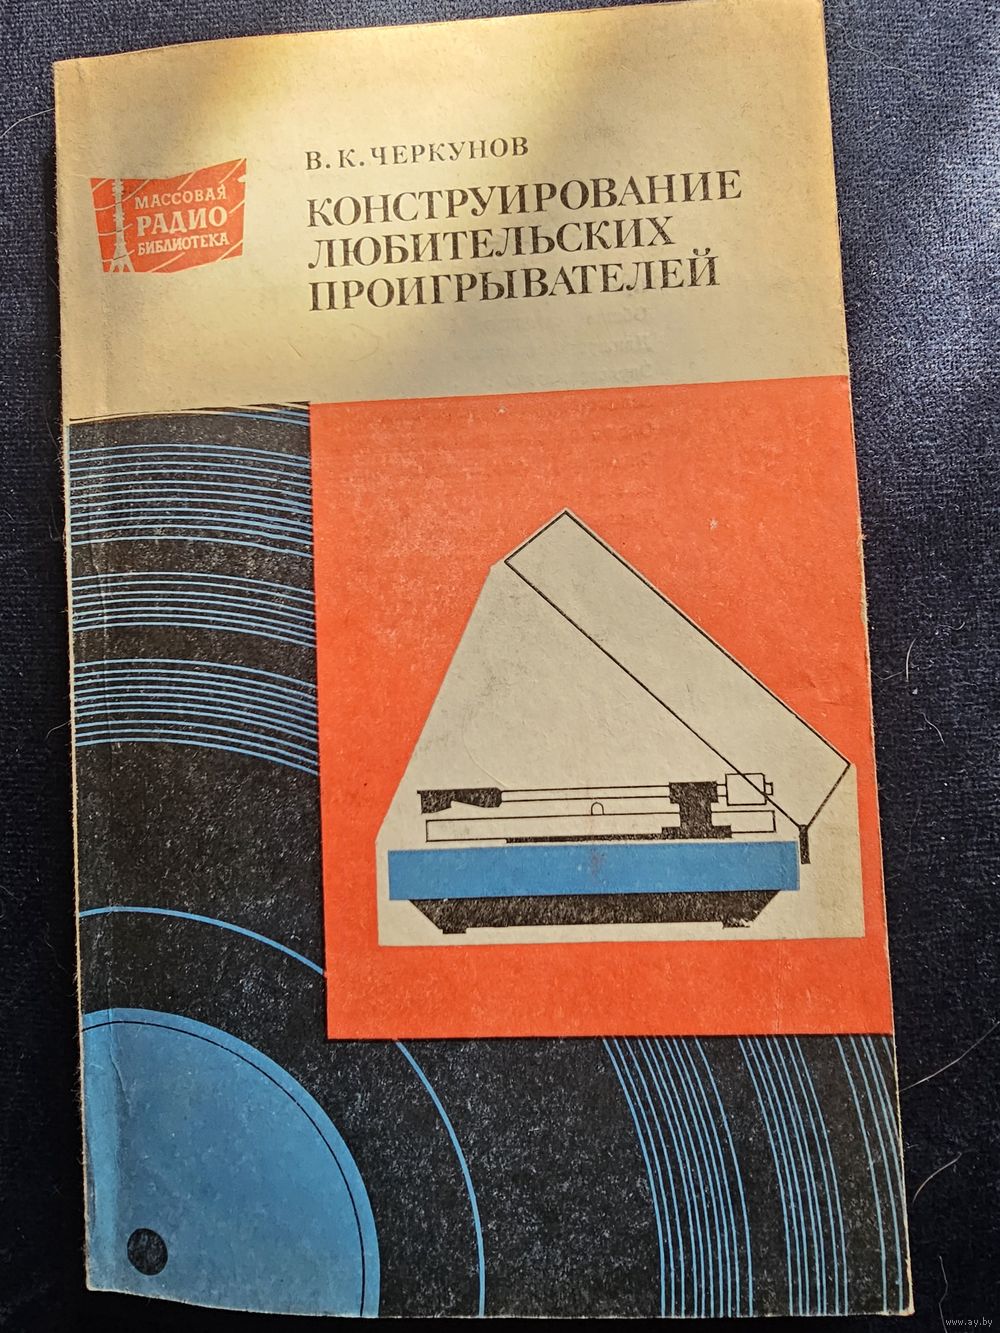 В. К. ЧЕРКУНОВ
МАССОВАЯ
РАДИО
БИБЛИОТЕКА
КОНСТРУИРОВАНИЕ
ЛЮБИТЕЛЬСКИХ
ПРОИГРЫВАТЕЛЕЙ
www.ay.by